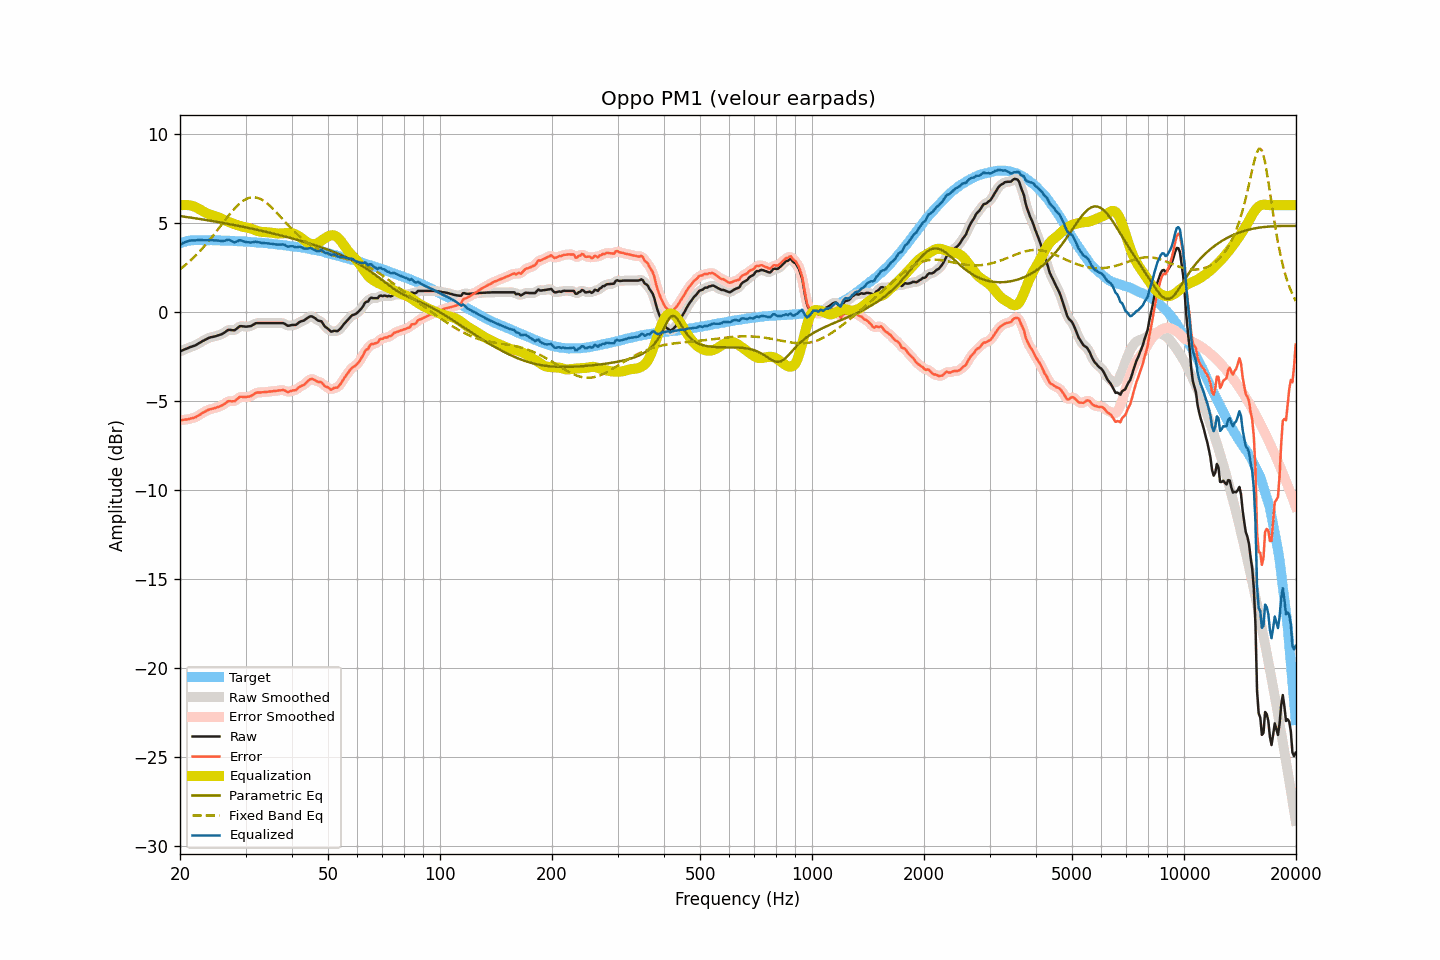 Oppo PM1 (velour earpads)
10
5
0
−5
−10
−15
−20
−25
−30
Amplitude (dBr)
Target
Raw Smoothed
Error Smoothed
Raw
Error
Equalization
Parametric Eq
Fixed Band Eq
Equalized
20 50 100 200 500 1000 2000 5000 10000 20000
Frequency (Hz)